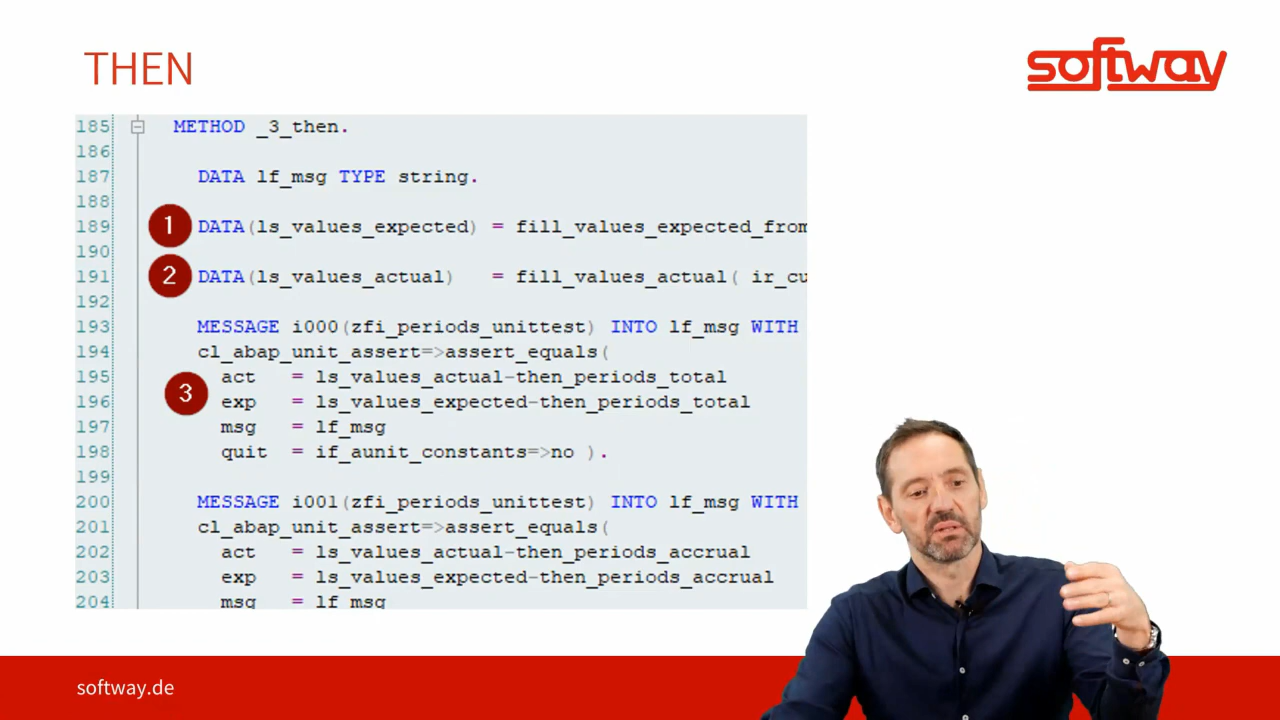 THEN
softway
185 METHOD _3_then.
186
187 DATA lf_msg TYPE string.
188
1
189 DATA(ls_values_expected) = fill_values_expected_from
190
2
191 DATA(ls_values_actual) = fill_values_actual( ir_cu
192
193 MESSAGE i000(zfi_periods_unittest) INTO lf_msg WITH
194 cl_abap_unit_assert=>assert_equals(
195 act = ls_values_actual-then_periods_total
3
196 exp = ls_values_expected-then_periods_total
197 msg = lf_msg
198 quit = if_aunit_constants=>no ).
199
200 MESSAGE i001(zfi_periods_unittest) INTO lf_msg WITH
201 cl_abap_unit_assert=>assert_equals(
202 act = ls_values_actual-then_periods_accrual
203 exp = ls_values_expected-then_periods_accrual
204 msg = lf_msg
softway.de